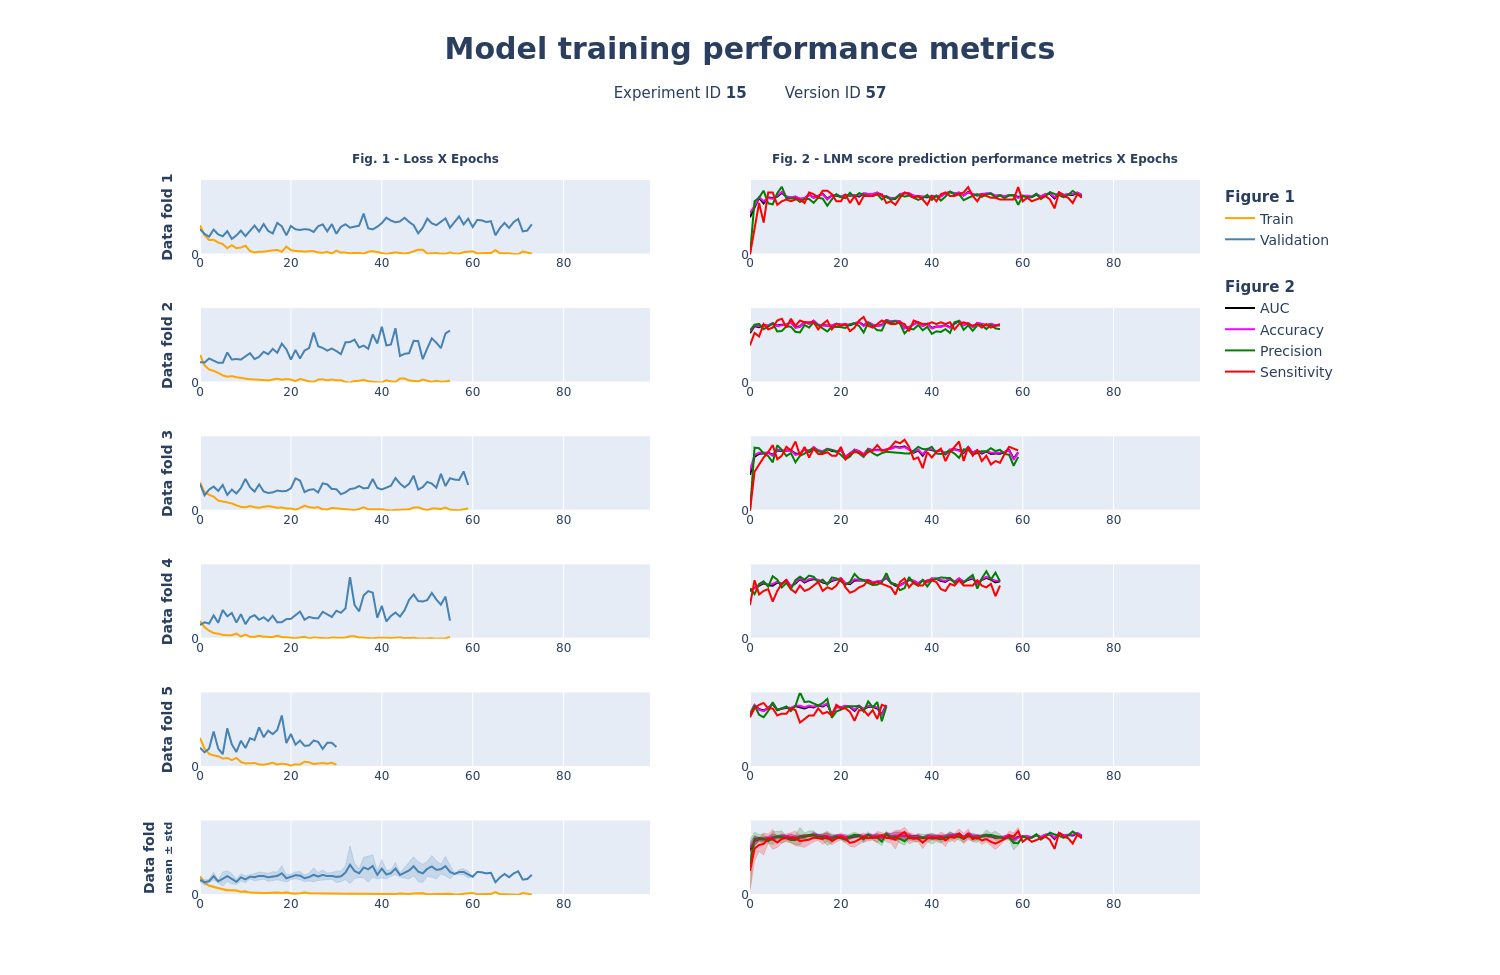 Model training performance metrics
Experiment ID 15 Version ID 57
Fig. 1 - Loss X Epochs
Fig. 2 - LNM score prediction performance metrics X Epochs
Data fold 1
0
0 20 40 60 80
0
0 20 40 60 80
Data fold 2
0
0 20 40 60 80
0
0 20 40 60 80
Data fold 3
0
0 20 40 60 80
0
0 20 40 60 80
Data fold 4
0
0 20 40 60 80
0
0 20 40 60 80
Data fold 5
0
0 20 40 60 80
0
0 20 40 60 80
Data fold
mean ± std
0
0 20 40 60 80
0
0 20 40 60 80
Figure 1
Train
Validation
Figure 2
AUC
Accuracy
Precision
Sensitivity